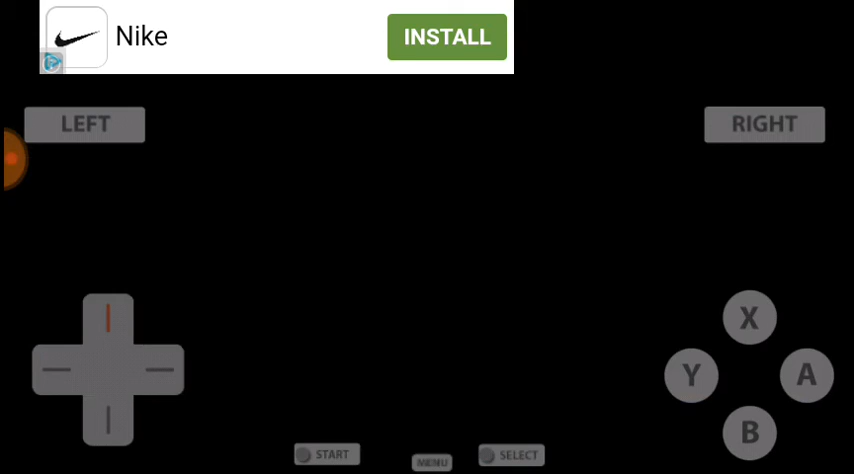 Nike
INSTALL
LEFT
RIGHT
X
Y
A
B
START
MENU
SELECT